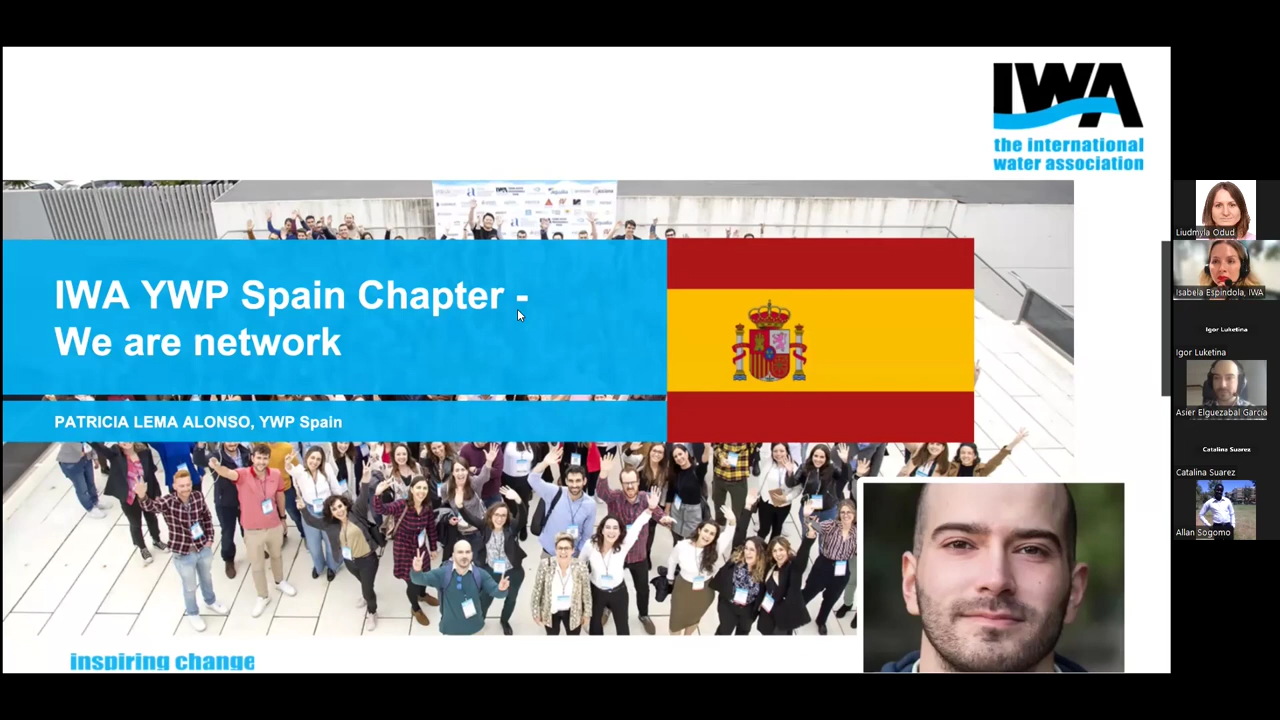 IWA
the international
water association
IWA YWP Spain Chapter -
We are network
PATRICIA LEMA ALONSO, YWP Spain
inspiring change
Liudmyla Odud
Isabela Espindola, IWA
Igor Luketina
Igor Luketina
Asier Elguezabal Garcia
Catalina Suarez
Catalina Suarez
Allan Sogomo